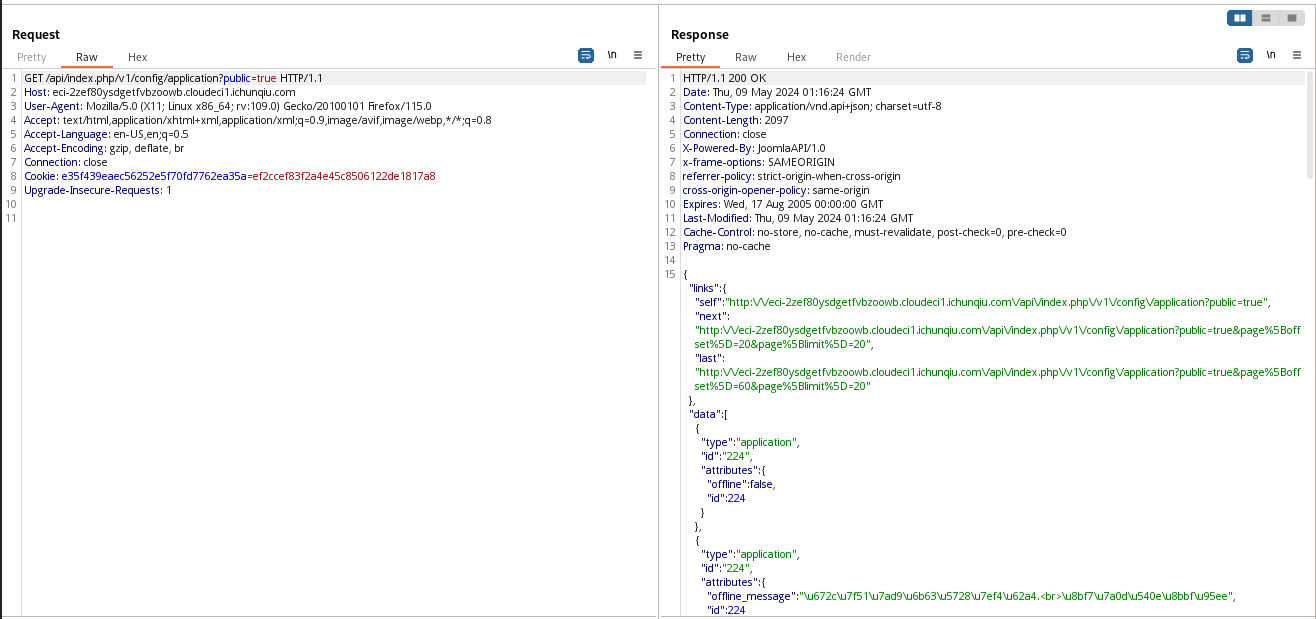 Request
Pretty Raw Hex
\n
1 GET /api/index.php/v1/config/application?public=true HTTP/1.1
2 Host: eci-2zef80ysdgetfvbzoowb.cloudeci1.ichunqiu.com
3 User-Agent: Mozilla/5.0 (X11; Linux x86_64; rv:109.0) Gecko/20100101 Firefox/115.0
4 Accept: text/html,application/xhtml+xml,application/xml;q=0.9,image/avif,image/webp,*/*;q=0.8
5 Accept-Language: en-US,en;q=0.5
6 Accept-Encoding: gzip, deflate, br
7 Connection: close
8 Cookie: e35f439eaec56252e5f70fd7762ea35a=ef2ccef83f2a4e45c8506122de1817a8
9 Upgrade-Insecure-Requests: 1
10
11
Response
Pretty Raw Hex Render
\n
1 HTTP/1.1 200 OK
2 Date: Thu, 09 May 2024 01:16:24 GMT
3 Content-Type: application/vnd.api+json; charset=utf-8
4 Content-Length: 2097
5 Connection: close
6 X-Powered-By: JoomlaAPI/1.0
7 x-frame-options: SAMEORIGIN
8 referrer-policy: strict-origin-when-cross-origin
9 cross-origin-opener-policy: same-origin
10 Expires: Wed, 17 Aug 2005 00:00:00 GMT
11 Last-Modified: Thu, 09 May 2024 01:16:24 GMT
12 Cache-Control: no-store, no-cache, must-revalidate, post-check=0, pre-check=0
13 Pragma: no-cache
14
15 {
"links":{
"self":"http:\/\/eci-2zef80ysdgetfvbzoowb.cloudeci1.ichunqiu.com\/api\/index.php\/v1\/config\/application?public=true",
"next":
"http:\/\/eci-2zef80ysdgetfvbzoowb.cloudeci1.ichunqiu.com\/api\/index.php\/v1\/config\/application?public=true&page%5Boff
set%5D=20&page%5Blimit%5D=20",
"last":
"http:\/\/eci-2zef80ysdgetfvbzoowb.cloudeci1.ichunqiu.com\/api\/index.php\/v1\/config\/application?public=true&page%5Boff
set%5D=60&page%5Blimit%5D=20"
},
"data":[
{
"type":"application",
"id":"224",
"attributes":{
"offline":false,
"id":224
}
},
{
"type":"application",
"id":"224",
"attributes":{
"offline_message":"\u672c\u7f51\u7ad9\u6b63\u5728\u7ef4\u62a4.<br>\u8bf7\u7a0d\u540e\u8bbf\u95ee",
"id":224